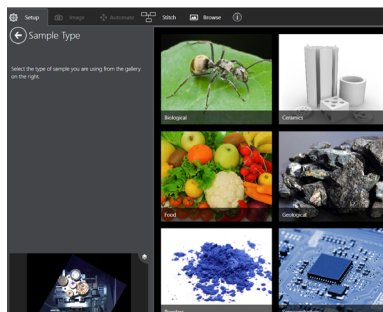 Setup
Image
Automate
Stitch
Browse
Sample Type
Select the type of sample you are using from the gallery
on the right.
Biological
Ceramics
Food
Geological